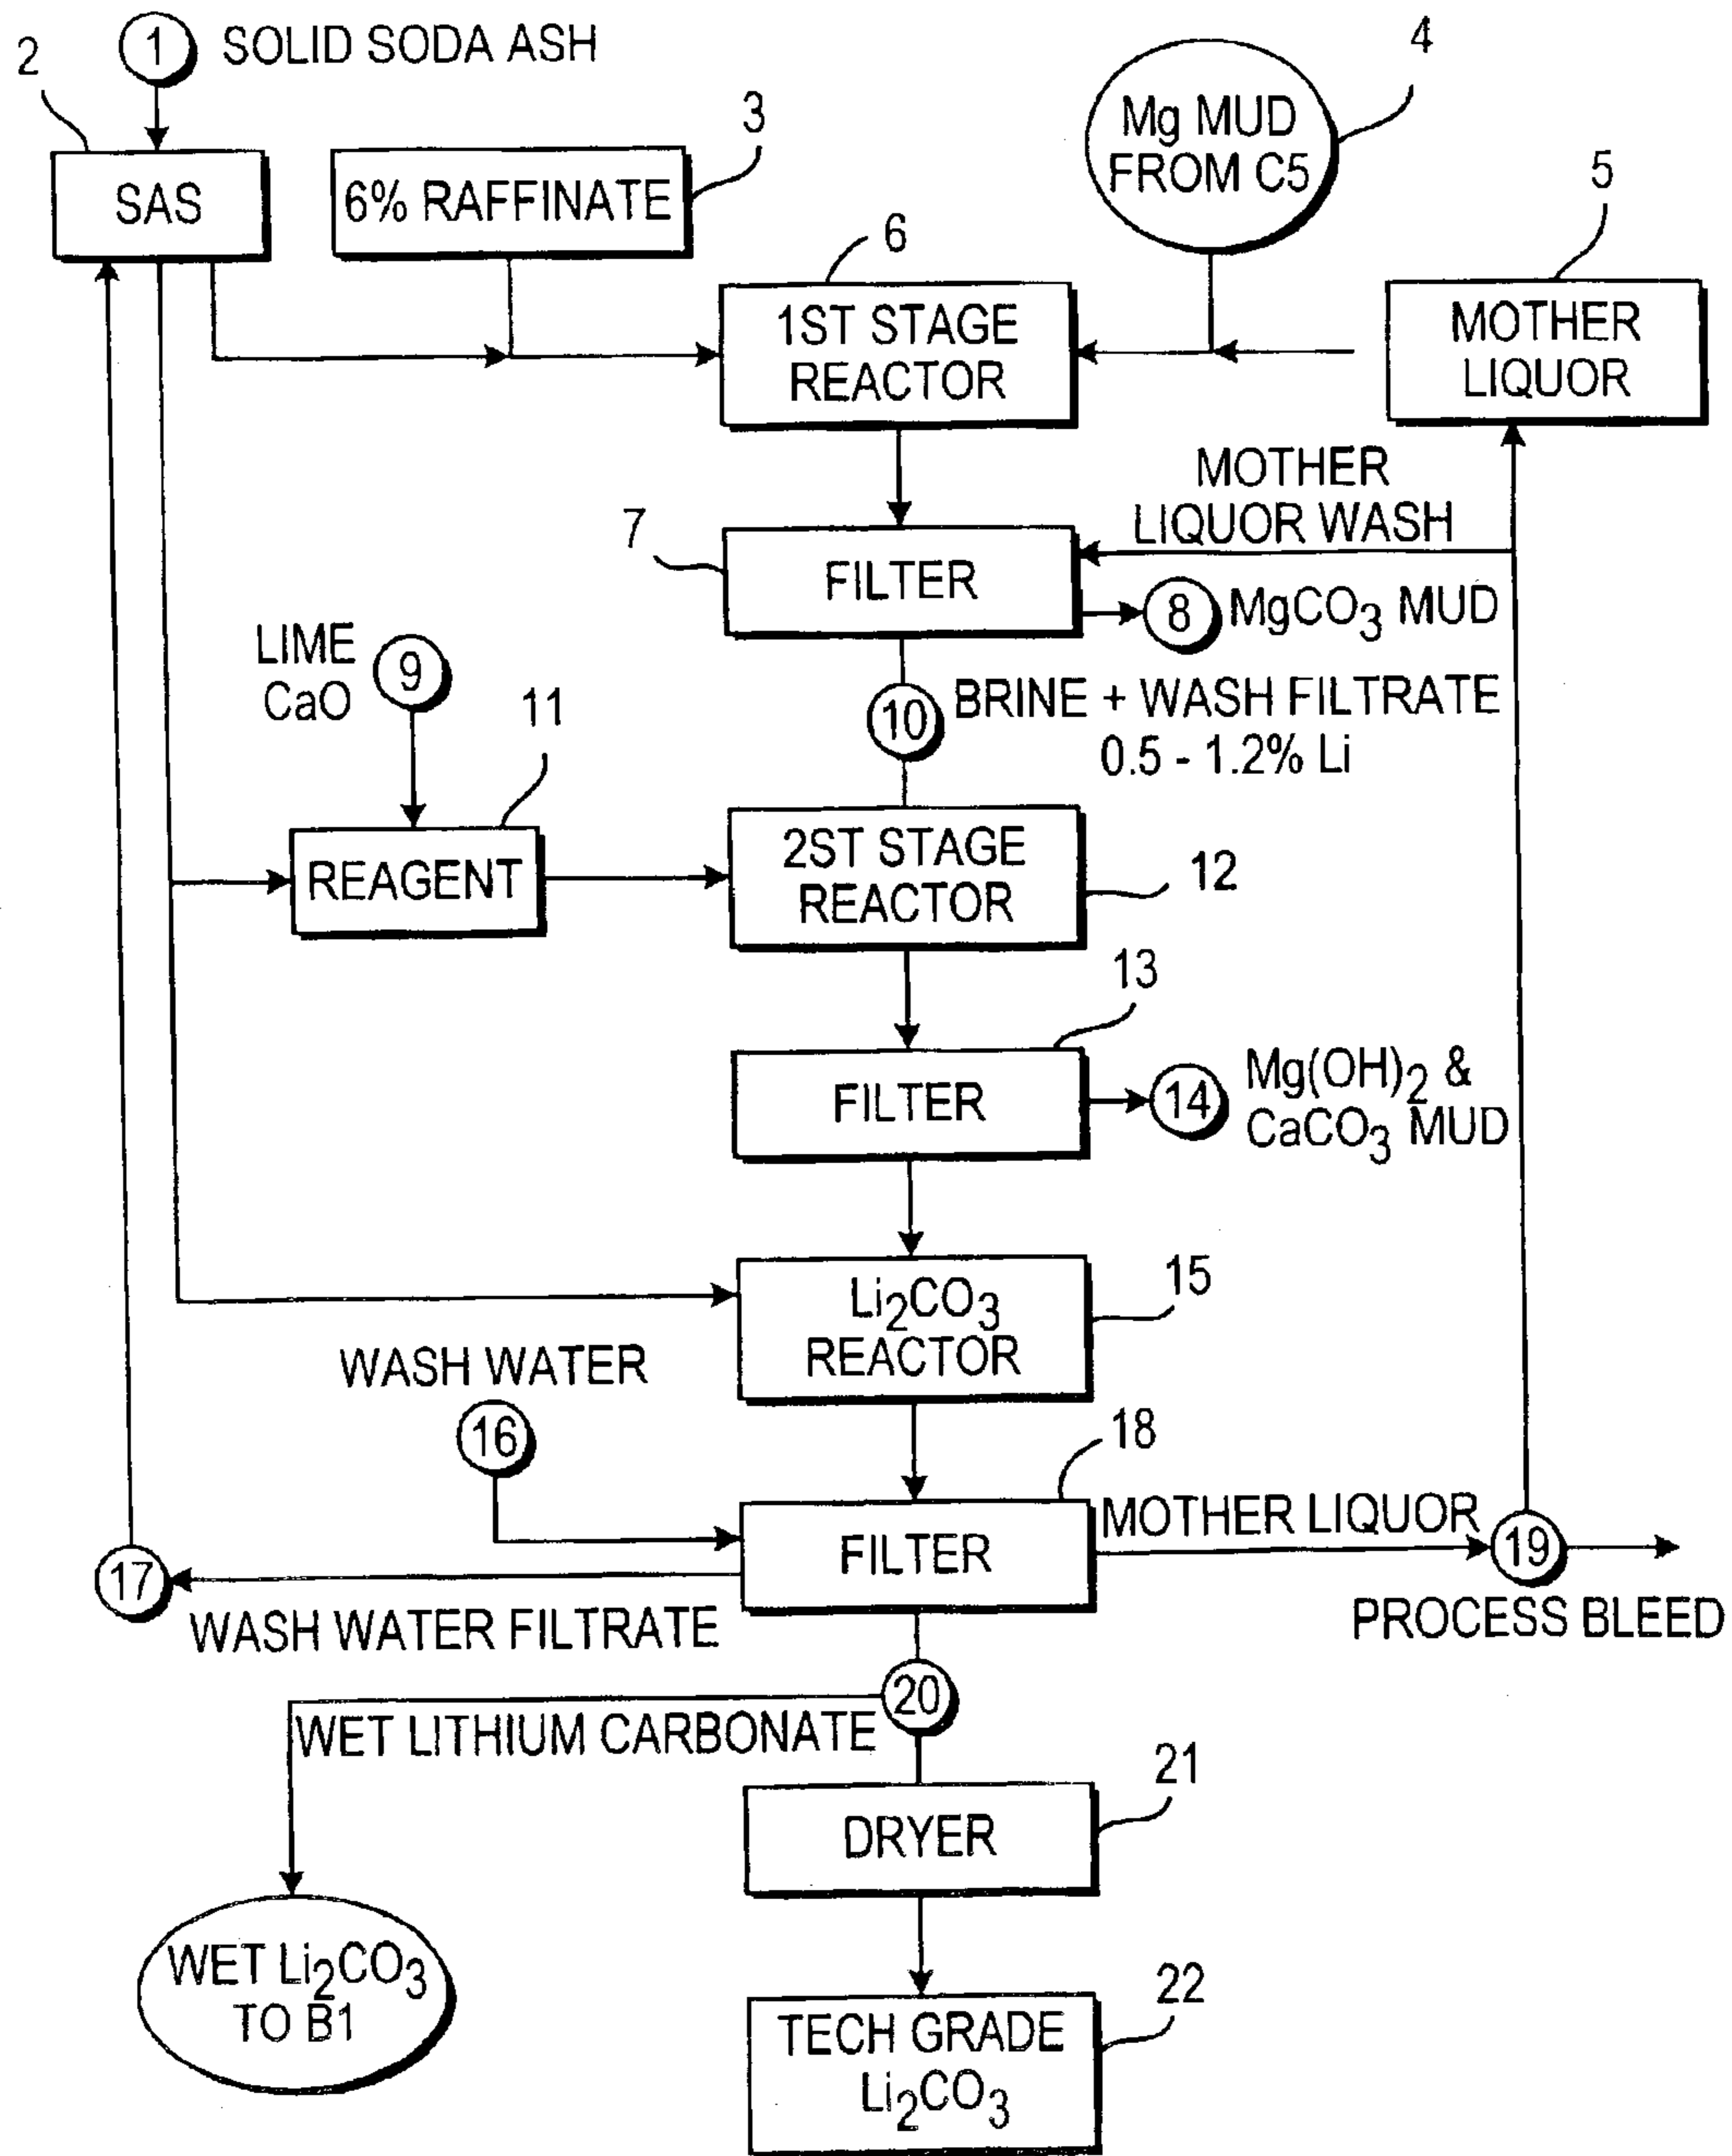 1 SOLID SODA ASH
2
SAS
3
6% RAFFINATE
4
Mg MUD
FROM C5
5
MOTHER
LIQUOR
6
1ST STAGE
REACTOR
MOTHER
LIQUOR WASH
7
FILTER
8 MgCO₃ MUD
LIME
CaO
9
10 BRINE + WASH FILTRATE
0.5 - 1.2% Li
11
REAGENT
2ST STAGE
REACTOR
12
13
FILTER
14 Mg(OH)₂ &
CaCO₃ MUD
Li₂CO₃
REACTOR
15
WASH WATER
16
18
FILTER
MOTHER LIQUOR
19
PROCESS BLEED
17
WASH WATER FILTRATE
20
WET LITHIUM CARBONATE
21
DRYER
WET Li₂CO₃
TO B1
22
TECH GRADE
Li₂CO₃